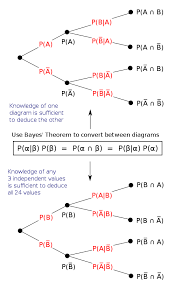 P(B|A)
P(A ∩ B)
P(A)
P(A)
P(B̅|A)
P(A ∩ B̅)
P(A̅)
P(B|A̅)
P(A̅ ∩ B)
P(A̅)
P(B̅|A̅)
P(A̅ ∩ B̅)
Knowledge of one
diagram is sufficient
to deduce the other
Use Bayes' Theorem to convert between diagrams
P(α|β) P(β) = P(α ∩ β) = P(β|α) P(α)
Knowledge of any
3 independent values
is sufficient to deduce
all 24 values
P(A|B)
P(B ∩ A)
P(B)
P(B)
P(A̅|B)
P(B ∩ A̅)
P(B̅)
P(A|B̅)
P(B̅ ∩ A)
P(B̅)
P(A̅|B̅)
P(B̅ ∩ A̅)